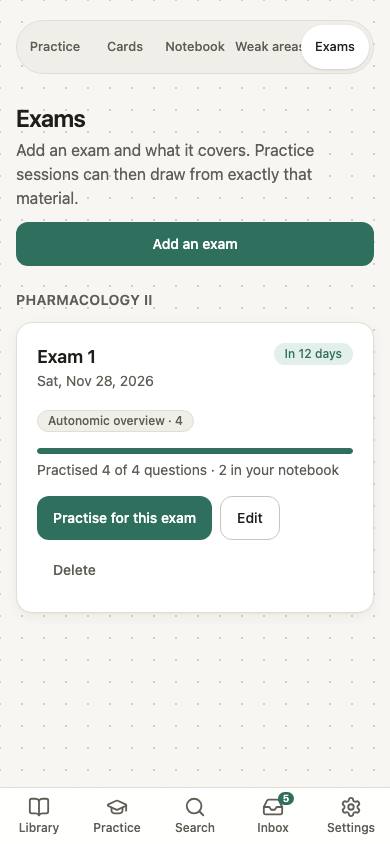 Practice Cards Notebook Weak areas Exams
Exams
Add an exam and what it covers. Practice
sessions can then draw from exactly that
material.
Add an exam
PHARMACOLOGY II
Exam 1
In 12 days
Sat, Nov 28, 2026
Autonomic overview · 4
Practised 4 of 4 questions · 2 in your notebook
Practise for this exam Edit
Delete
5
Library Practice Search Inbox Settings